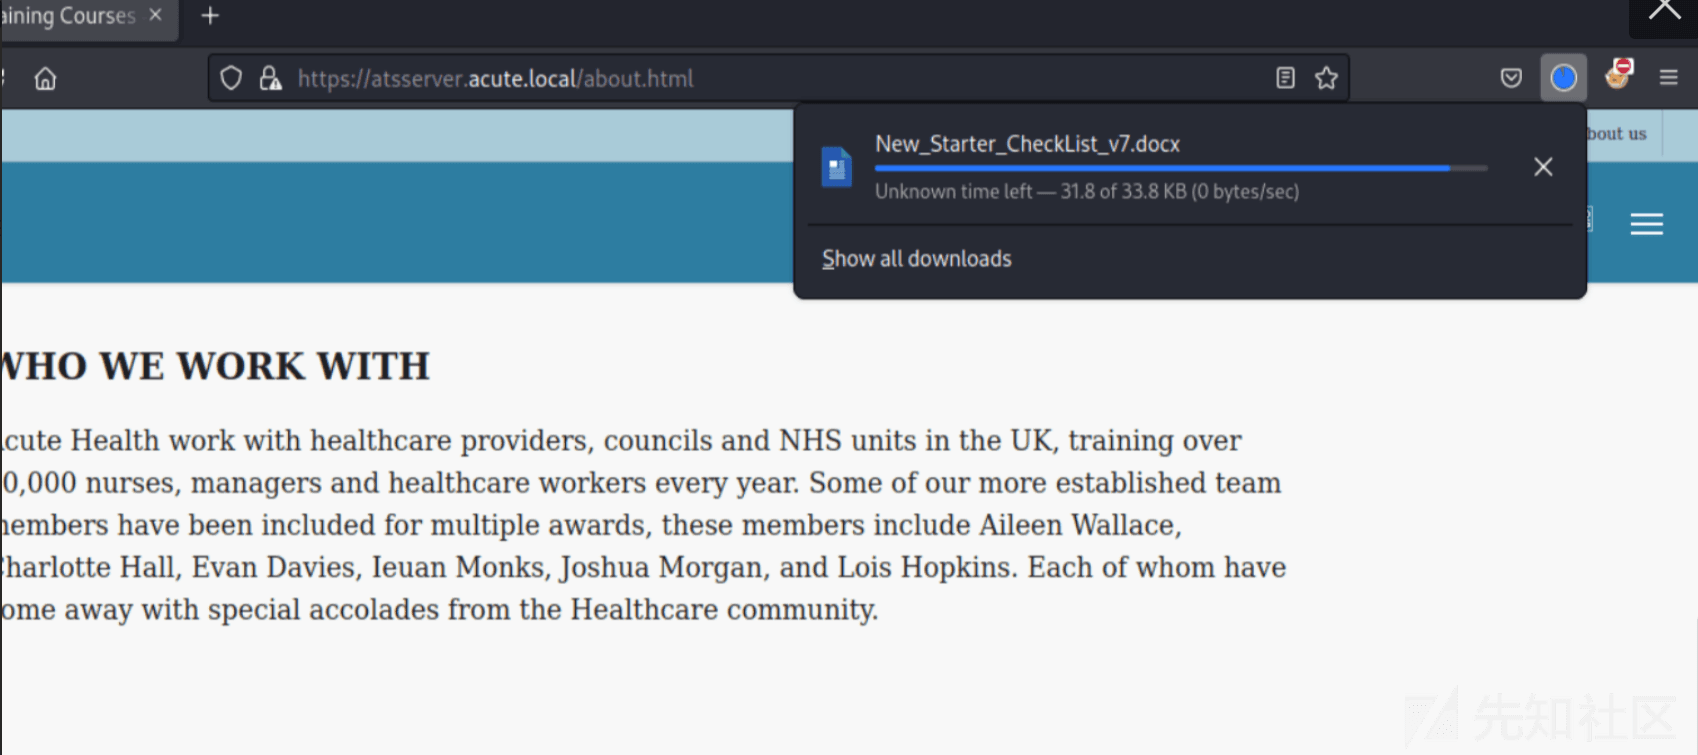 aining Courses
https://atsserver.acute.local/about.html
New_Starter_CheckList_v7.docx
Unknown time left — 31.8 of 33.8 KB (0 bytes/sec)
Show all downloads
bout us
WHO WE WORK WITH
cute Health work with healthcare providers, councils and NHS units in the UK, training over
0,000 nurses, managers and healthcare workers every year. Some of our more established team
members have been included for multiple awards, these members include Aileen Wallace,
Charlotte Hall, Evan Davies, Ieuan Monks, Joshua Morgan, and Lois Hopkins. Each of whom have
ome away with special accolades from the Healthcare community.
先知社区